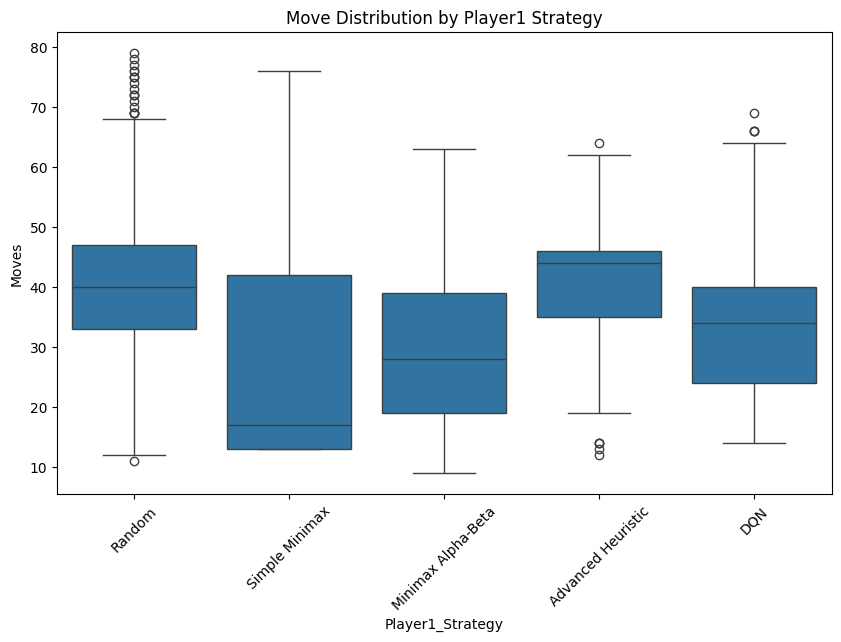 Move Distribution by Player1 Strategy
80
70
60
50
40
30
20
10
Moves
Random
Simple Minimax
Minimax Alpha-Beta
Advanced Heuristic
DQN
Player1_Strategy